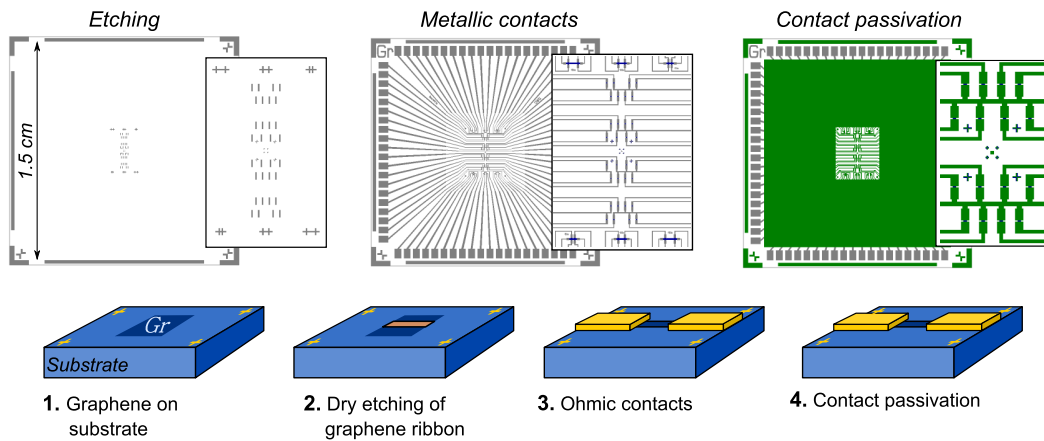 Etching
Metallic contacts
Contact passivation
1.5 cm
Gr
Gr
Gr
Substrate
1. Graphene on
substrate
2. Dry etching of
graphene ribbon
3. Ohmic contacts
4. Contact passivation